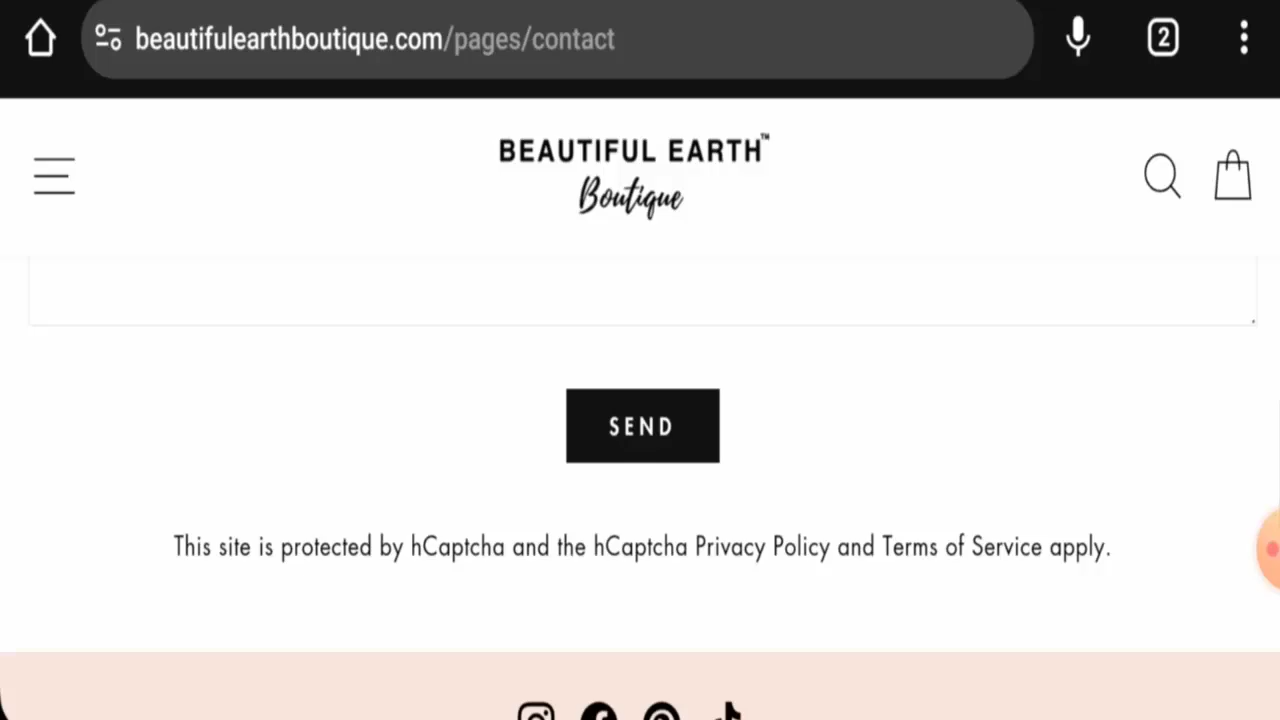 beautifulearthboutique.com/pages/contact
2
BEAUTIFUL EARTH™
Boutique
SEND
This site is protected by hCaptcha and the hCaptcha Privacy Policy and Terms of Service apply.